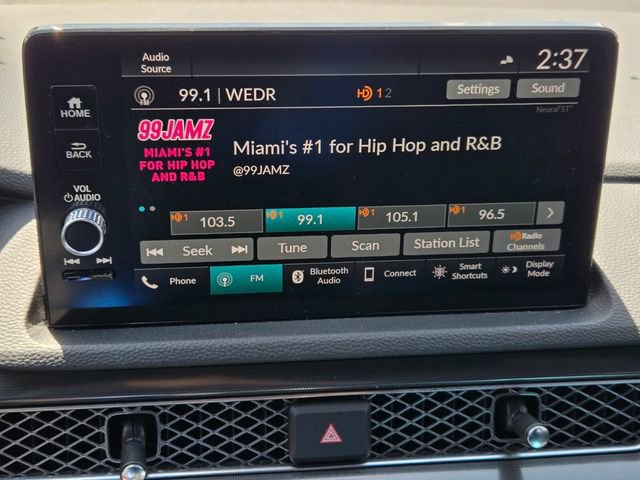 Audio
Source
2:37
FM
99.1 | WEDR
HD 1 2
Settings
Sound
Neural ST™
HOME
BACK
VOL
AUDIO
99JAMZ
MIAMI'S #1
FOR HIP HOP
AND R&B
Miami's #1 for Hip Hop and R&B
@99JAMZ
HD 1 103.5
HD 1 99.1
HD 1 105.1
HD 1 96.5
Seek
Tune
Scan
Station List
HD Radio
Channels
Phone
FM
Bluetooth
Audio
Connect
Smart
Shortcuts
Display
Mode